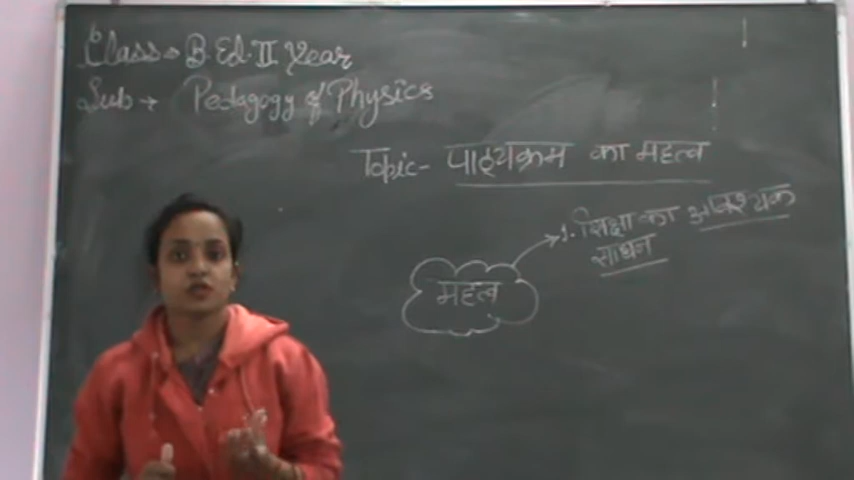 Class → B.Ed. II Year
Sub → Pedagogy of Physics
Topic- पाठ्यक्रम का महत्व
महत्व
1. शिक्षा का आवश्यक
साधन